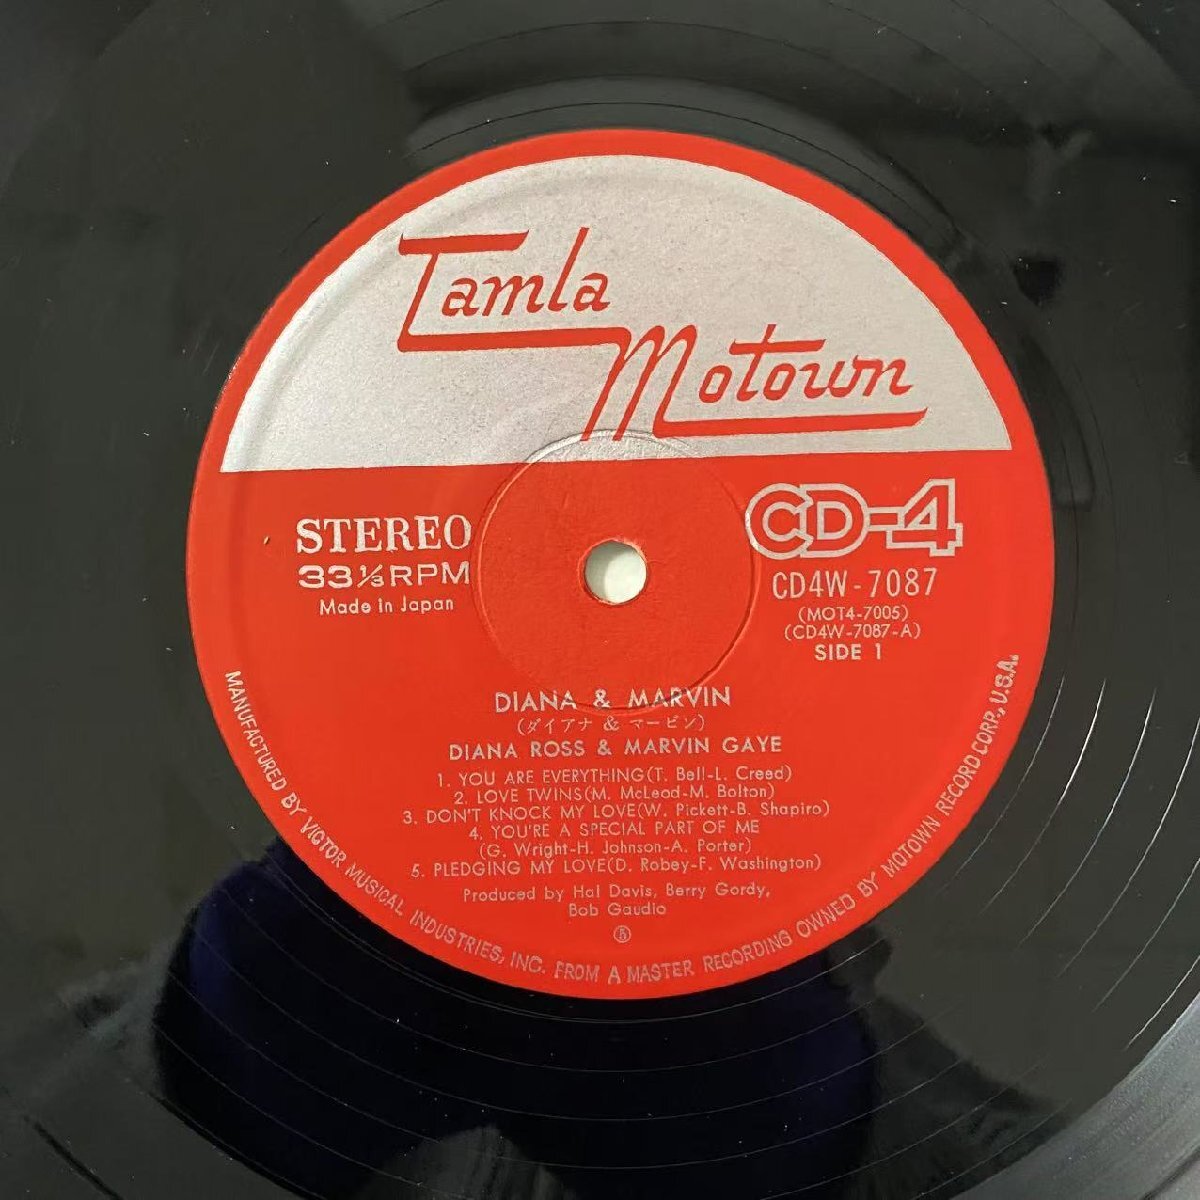 Tamla
Motown
STEREO
33 1/3 RPM
Made in Japan
CD-4
CD4W-7087
(MOT4-7005)
(CD4W-7087-A)
SIDE 1
DIANA & MARVIN
(ダイアナ & マービン)
DIANA ROSS & MARVIN GAYE
1. YOU ARE EVERYTHING(T. Bell-L. Creed)
2. LOVE TWINS(M. McLeod-M. Bolton)
3. DON'T KNOCK MY LOVE(W. Pickett-B. Shapiro)
4. YOU'RE A SPECIAL PART OF ME
(G. Wright-H. Johnson-A. Porter)
5. PLEDGING MY LOVE(D. Robey-F. Washington)
Produced by Hal Davis, Berry Gordy,
Bob Gaudio
MANUFACTURED BY VICTOR MUSICAL INDUSTRIES, INC. FROM A MASTER RECORDING OWNED BY MOTOWN RECORD CORP., U.S.A.